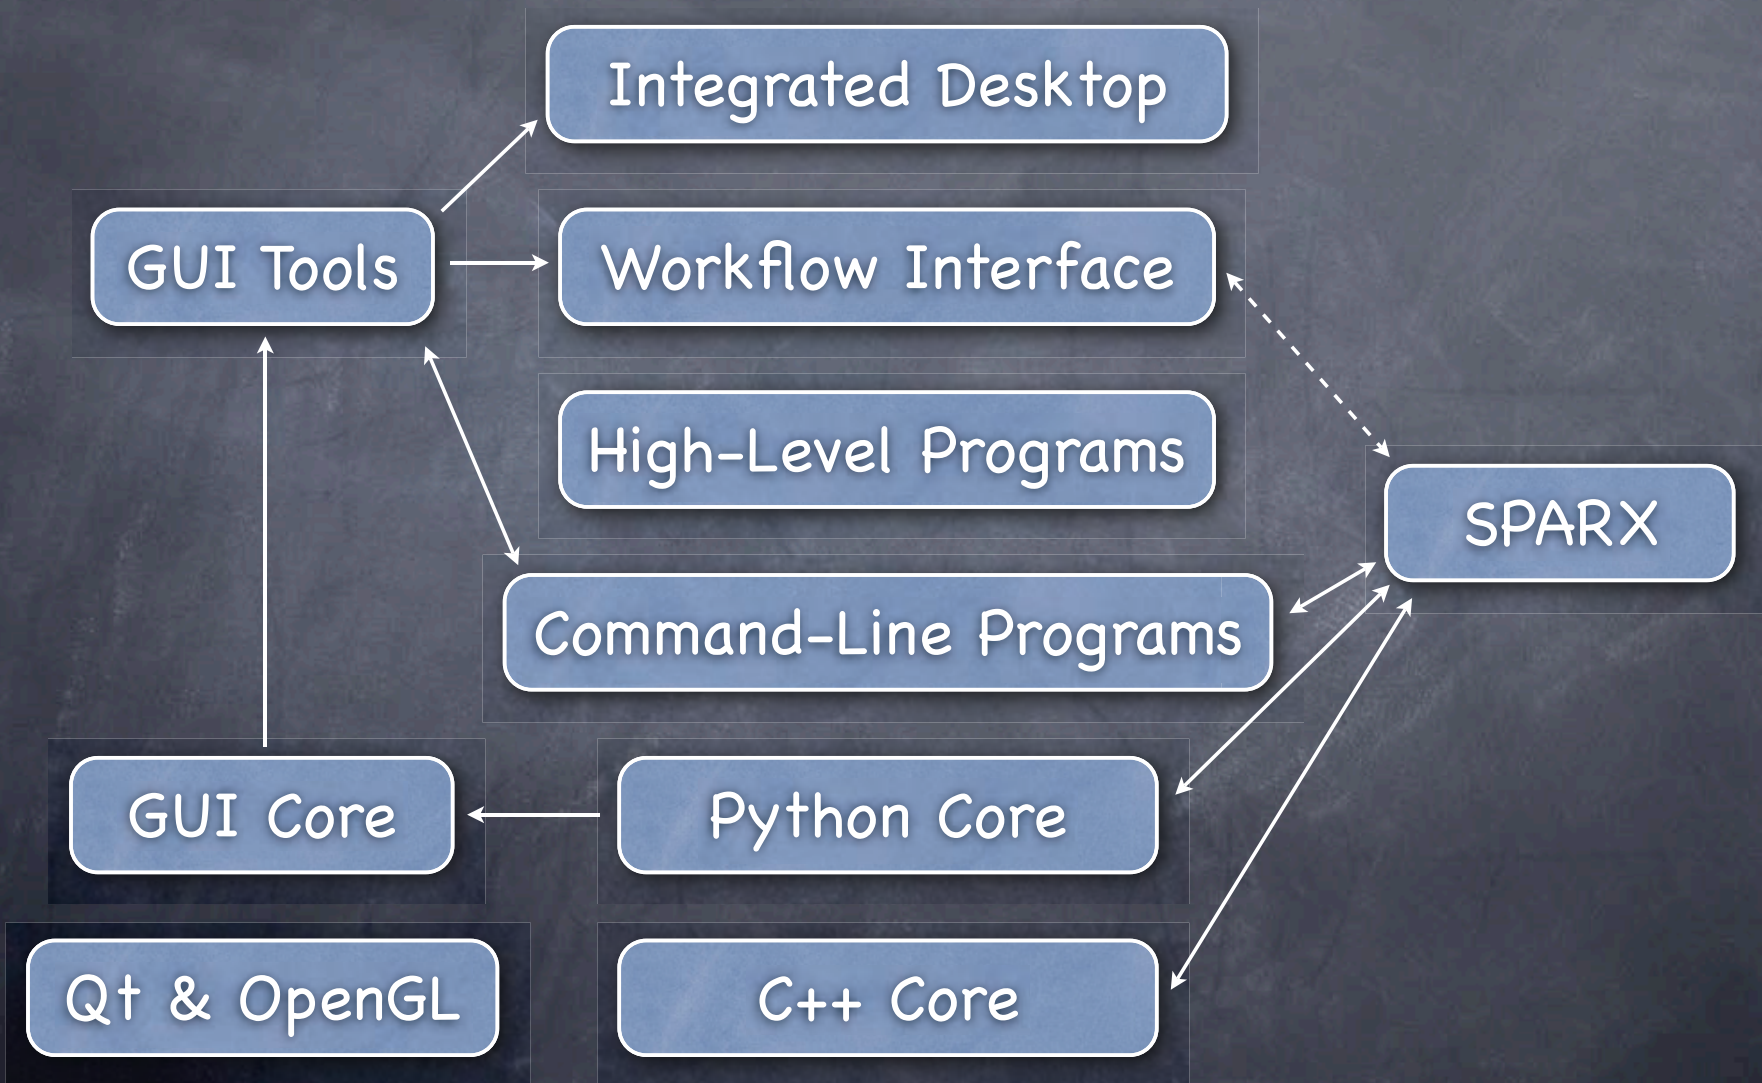 Integrated Desktop
GUI Tools
Workflow Interface
High-Level Programs
SPARX
Command-Line Programs
GUI Core
Python Core
Qt & OpenGL
C++ Core